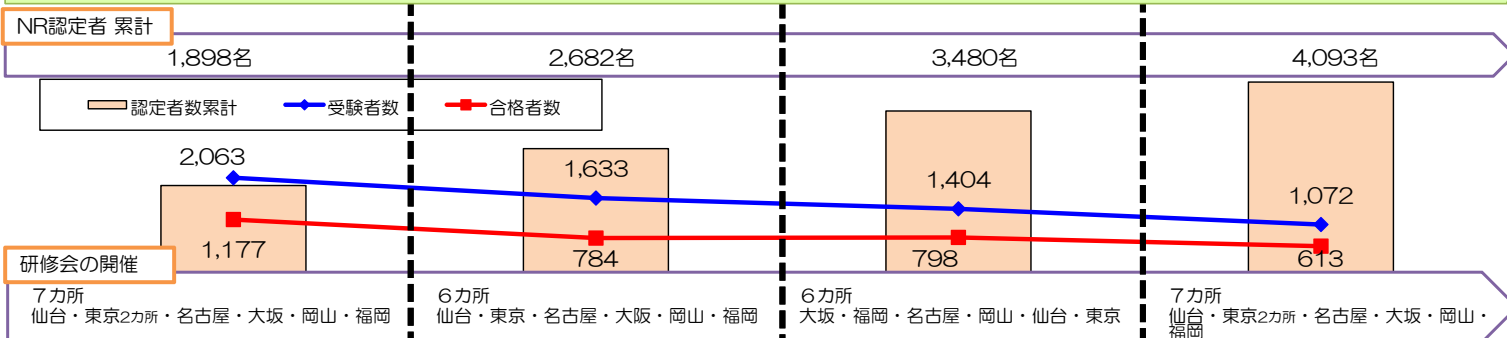 NR認定者 累計
1,898名 2,682名 3,480名 4,093名
認定者数累計 受験者数 合格者数
2,063 1,633 1,404 1,072
1,177 784 798 613
研修会の開催
７カ所
仙台・東京2カ所・名古屋・大坂・岡山・福岡
６カ所
仙台・東京・名古屋・大阪・岡山・福岡
６カ所
大坂・福岡・名古屋・岡山・仙台・東京
７カ所
仙台・東京2カ所・名古屋・大坂・岡山・
福岡